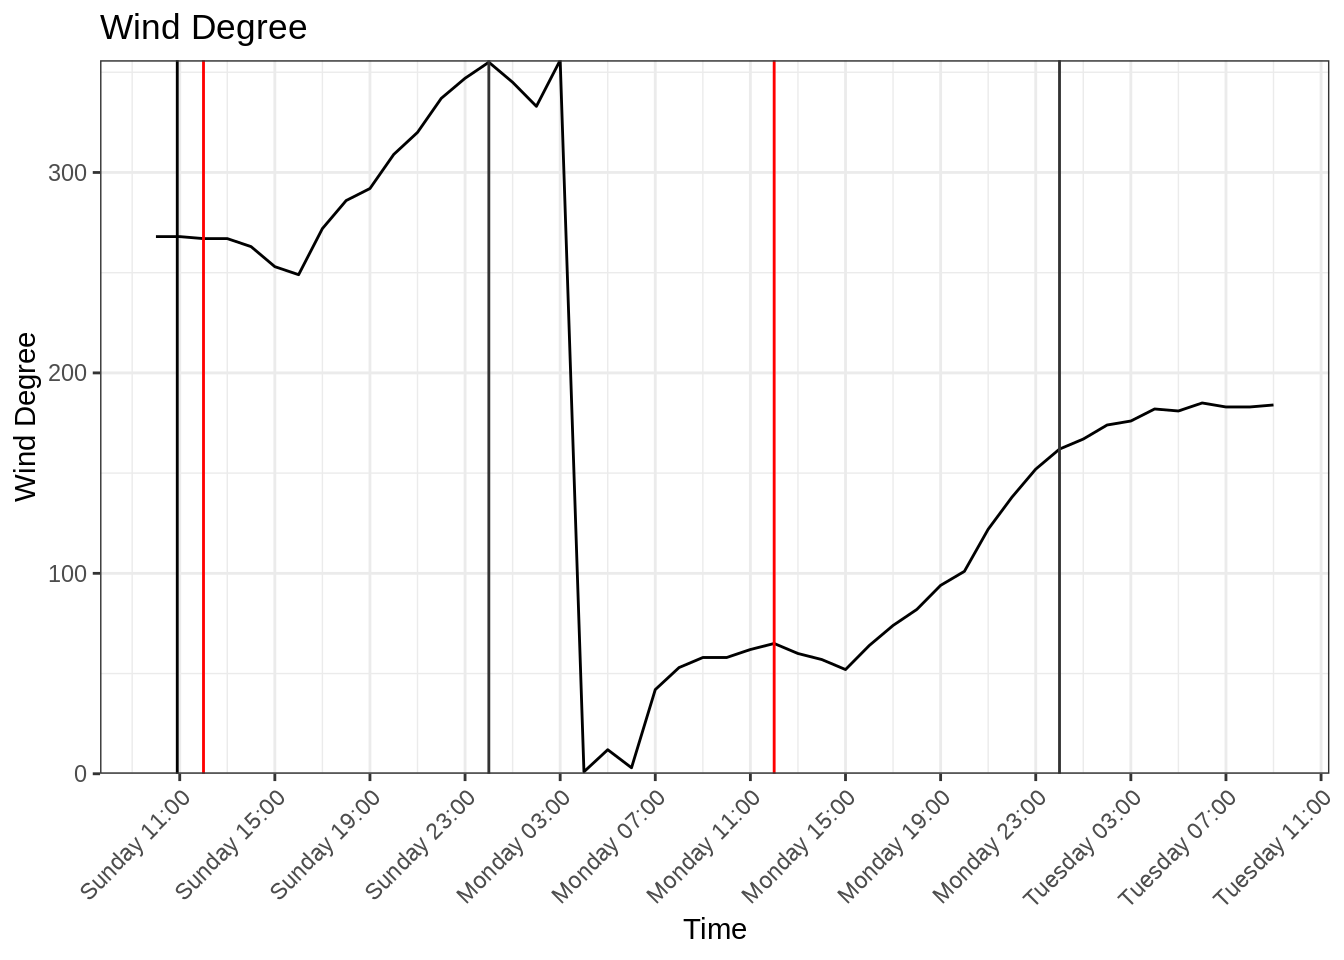 Wind Degree
Wind Degree
300
200
100
0
Sunday 11:00
Sunday 15:00
Sunday 19:00
Sunday 23:00
Monday 03:00
Monday 07:00
Monday 11:00
Monday 15:00
Monday 19:00
Monday 23:00
Tuesday 03:00
Tuesday 07:00
Tuesday 11:00
Time